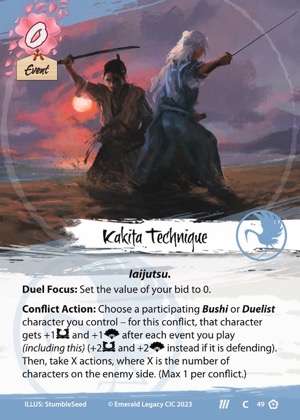 Event
Kakita Technique
Iaijutsu.
Duel Focus: Set the value of your bid to 0.
Conflict Action: Choose a participating Bushi or Duelist
character you control – for this conflict, that character
gets +1 and +1 after each event you play
(including this) (+2 and +2 instead if it is defending).
Then, take X actions, where X is the number of
characters on the enemy side. (Max 1 per conflict.)
ILLUS: StumbleSeed © Emerald Legacy CIC 2023 C 49